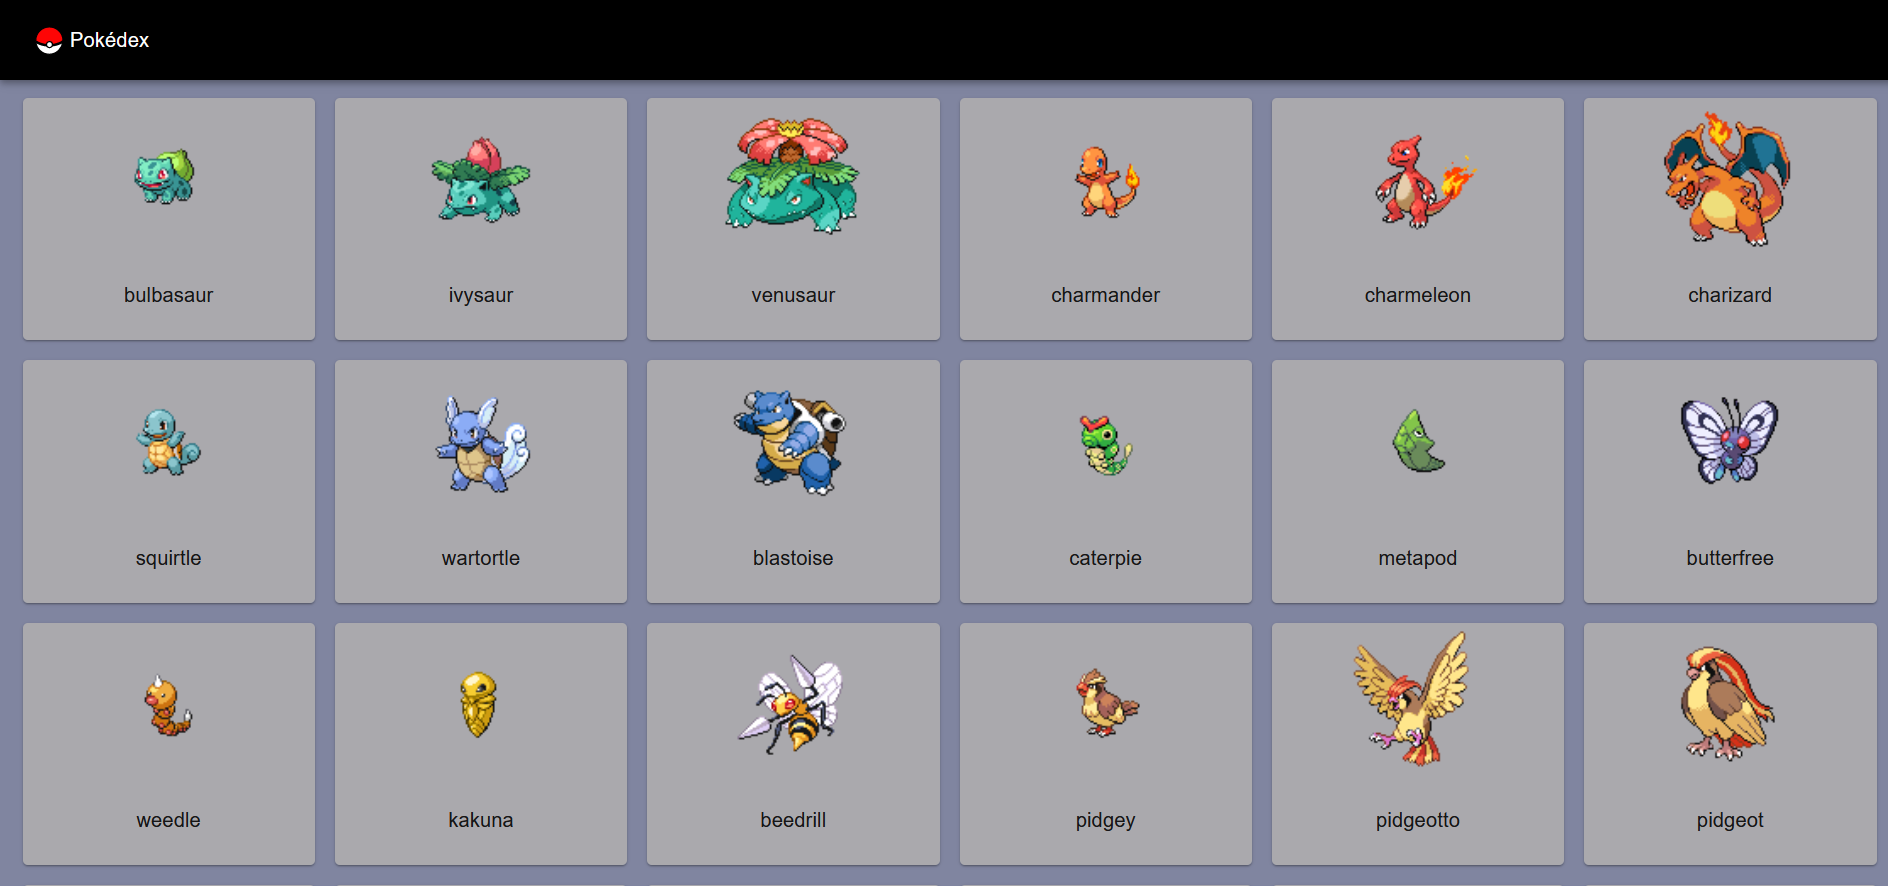 Pokédex
bulbasaur ivysaur venusaur charmander charmeleon charizard
squirtle wartortle blastoise caterpie metapod butterfree
weedle kakuna beedrill pidgey pidgeotto pidgeot